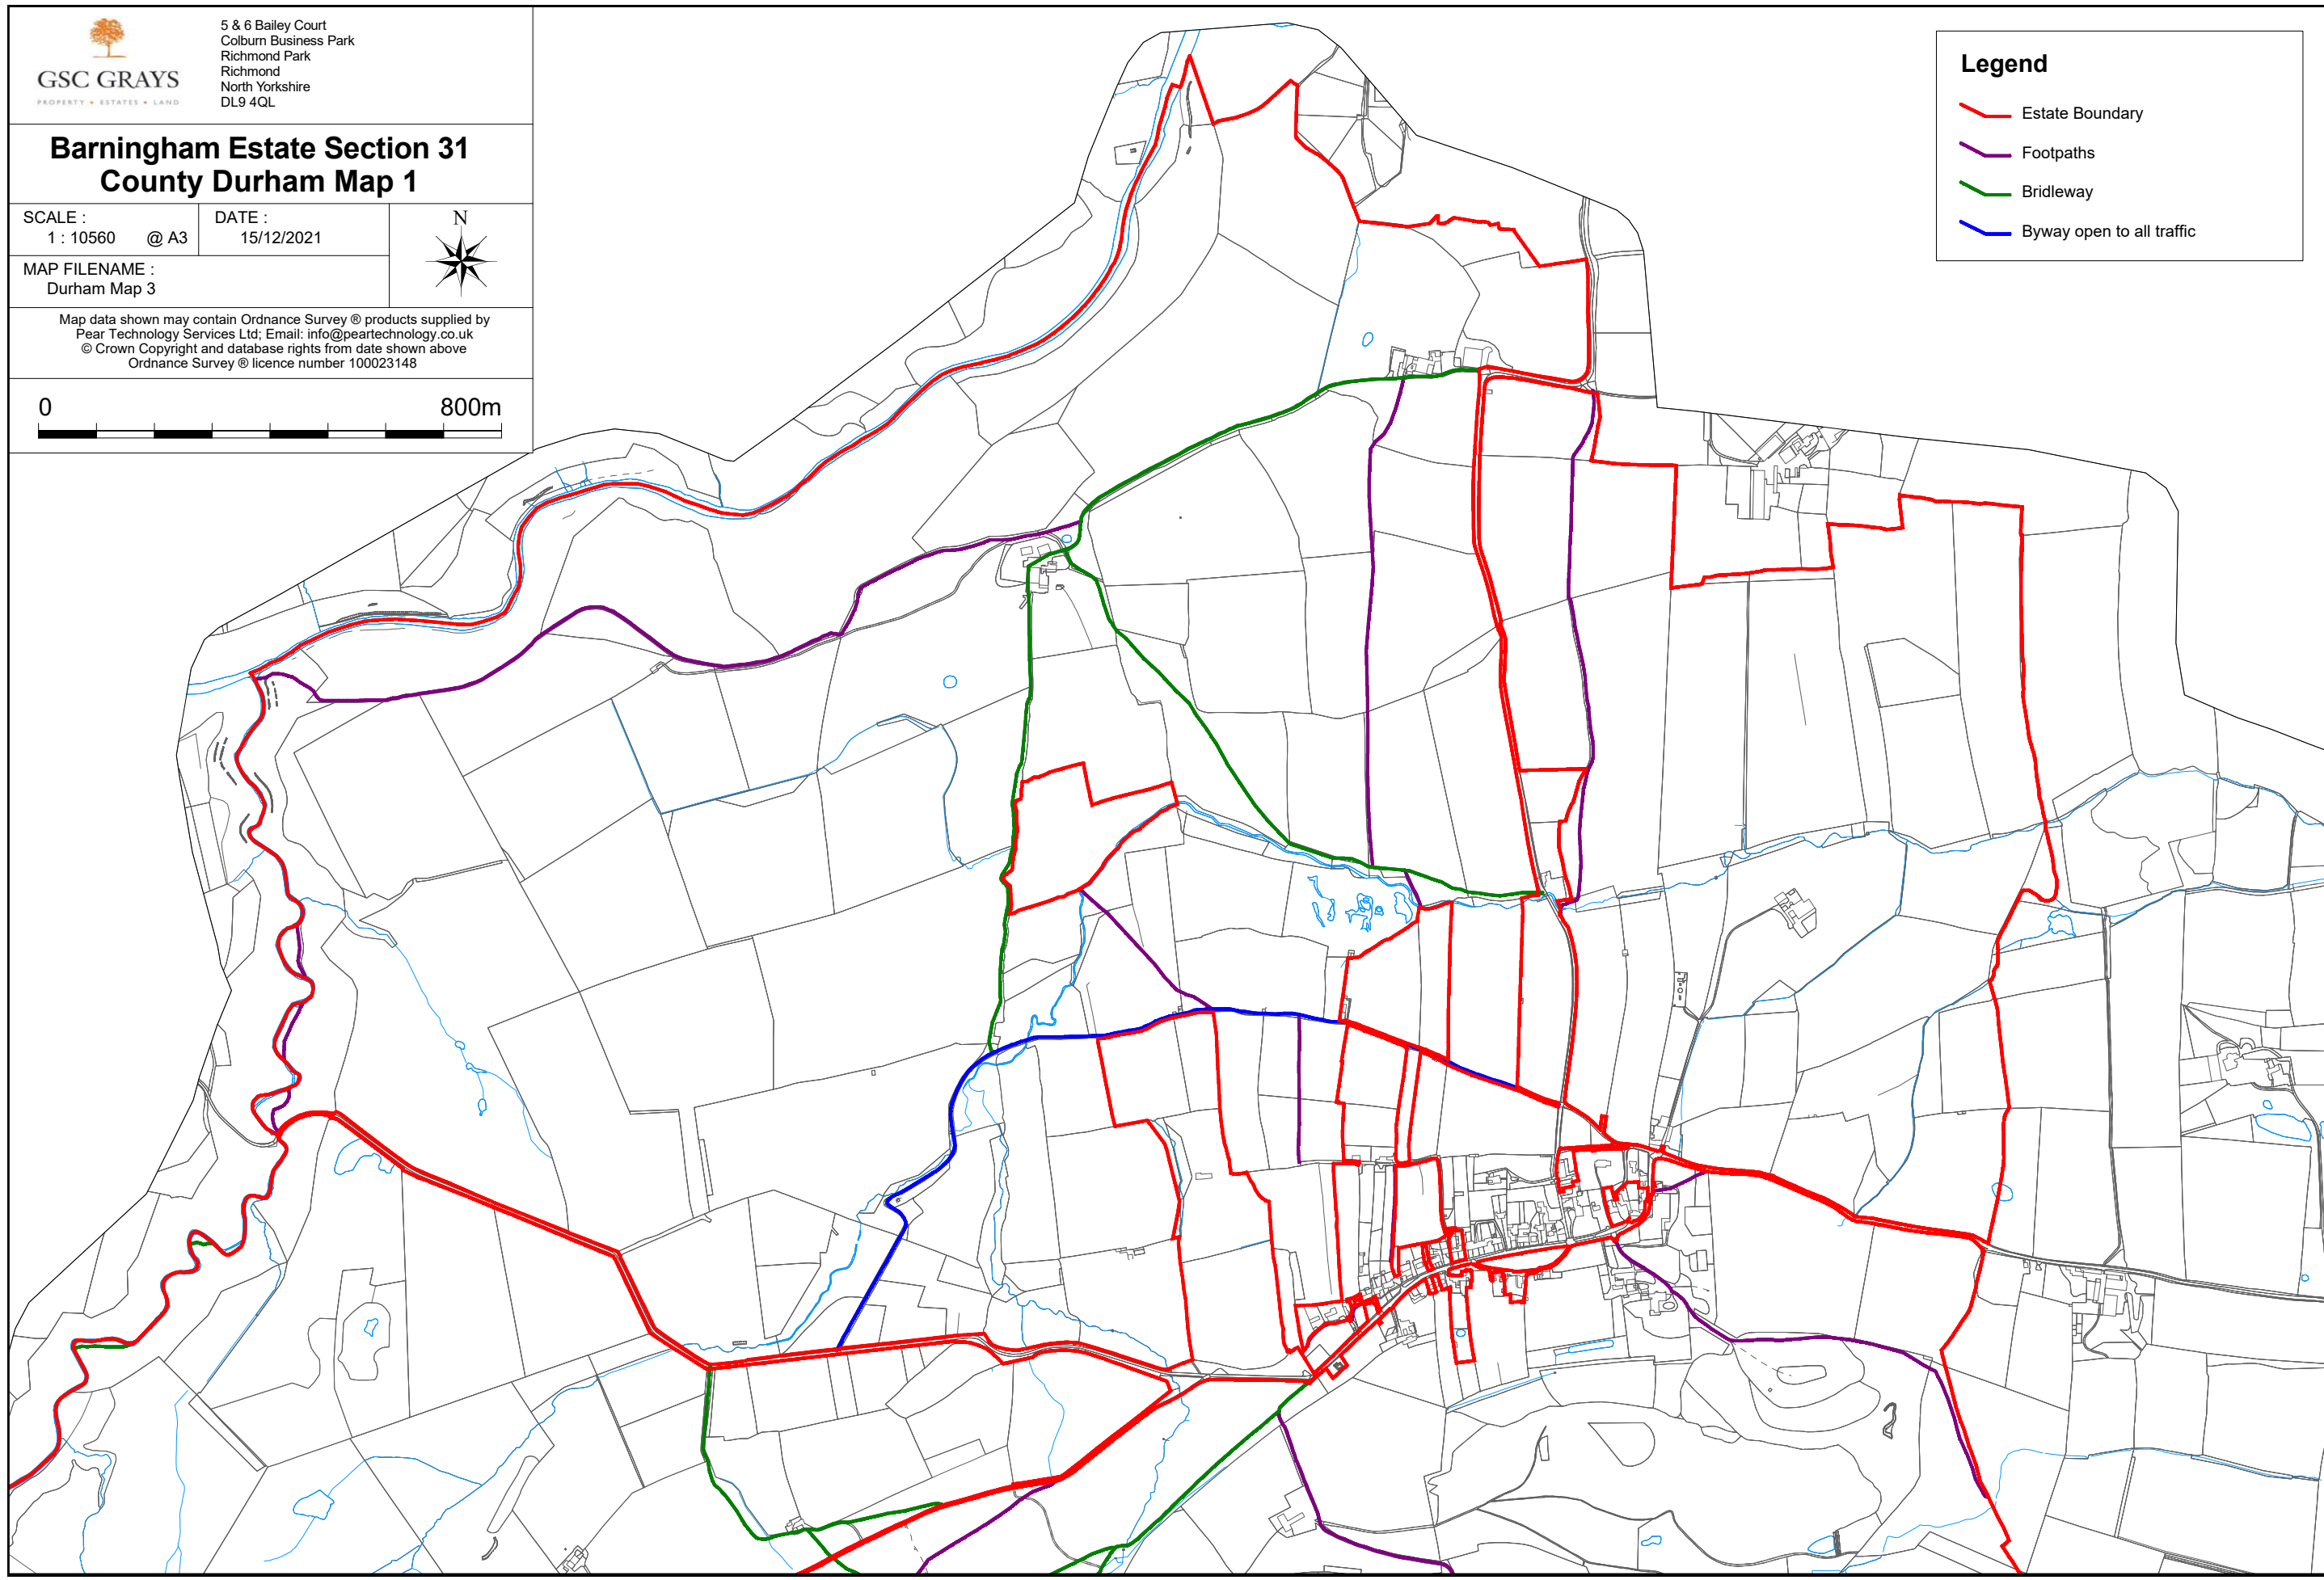 GSC GRAYS
PROPERTY • ESTATES • LAND
5 & 6 Bailey Court
Colburn Business Park
Richmond Park
Richmond
North Yorkshire
DL9 4QL
Barningham Estate Section 31
County Durham Map 1
SCALE :
1 : 10560 @ A3
DATE :
15/12/2021
N
MAP FILENAME :
Durham Map 3
Map data shown may contain Ordnance Survey ® products supplied by
Pear Technology Services Ltd; Email: info@peartechnology.co.uk
© Crown Copyright and database rights from date shown above
Ordnance Survey ® licence number 100023148
0 800m
Legend
Estate Boundary
Footpaths
Bridleway
Byway open to all traffic